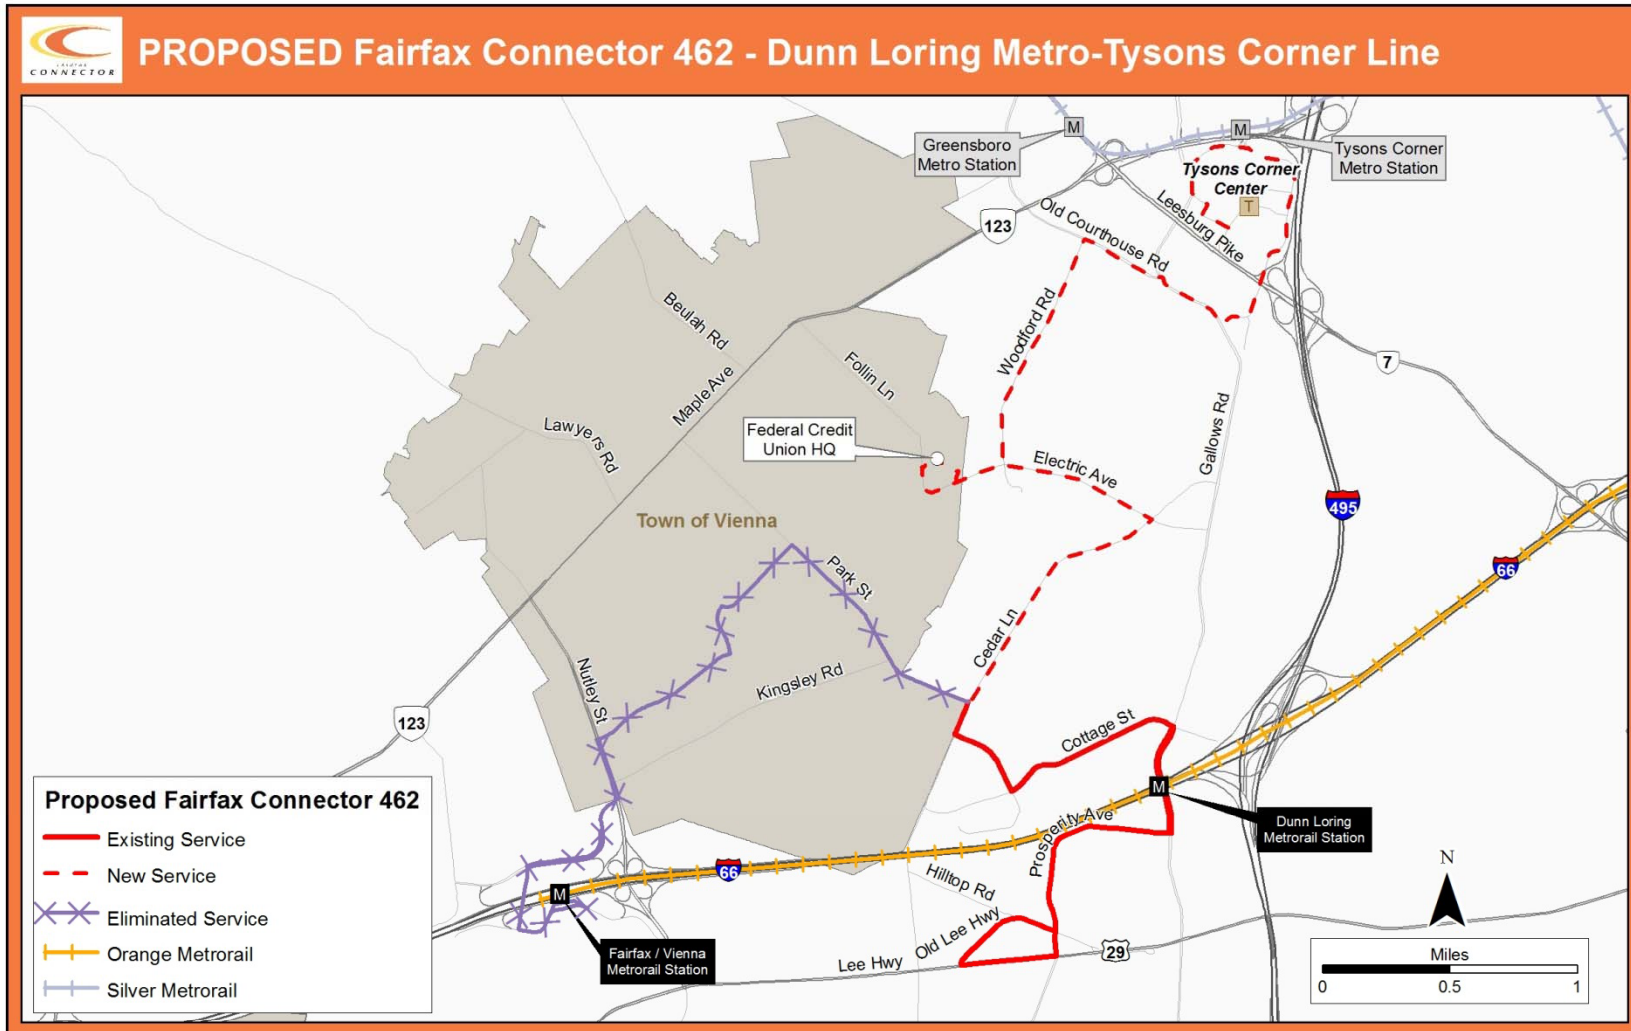 FAIRFAX
CONNECTOR
PROPOSED Fairfax Connector 462 - Dunn Loring Metro-Tysons Corner Line
M
M
Greensboro
Metro Station
Tysons Corner
Metro Station
Tysons Corner
Center
T
123
Old Courthouse Rd
Leesburg Pike
Beulah Rd
Woodford Rd
Maple Ave
Follin Ln
7
Lawyers Rd
Federal Credit
Union HQ
Electric Ave
Gallows Rd
495
Town of Vienna
66
Park St
Cedar Ln
Nutley St
Kingsley Rd
123
Cottage St
M
Prosperity Ave
Dunn Loring
Metrorail Station
66
Hilltop Rd
M
Old Lee Hwy
Fairfax / Vienna
Metrorail Station
Lee Hwy
29
N
Miles
0
0.5
1
Proposed Fairfax Connector 462
Existing Service
New Service
Eliminated Service
Orange Metrorail
Silver Metrorail